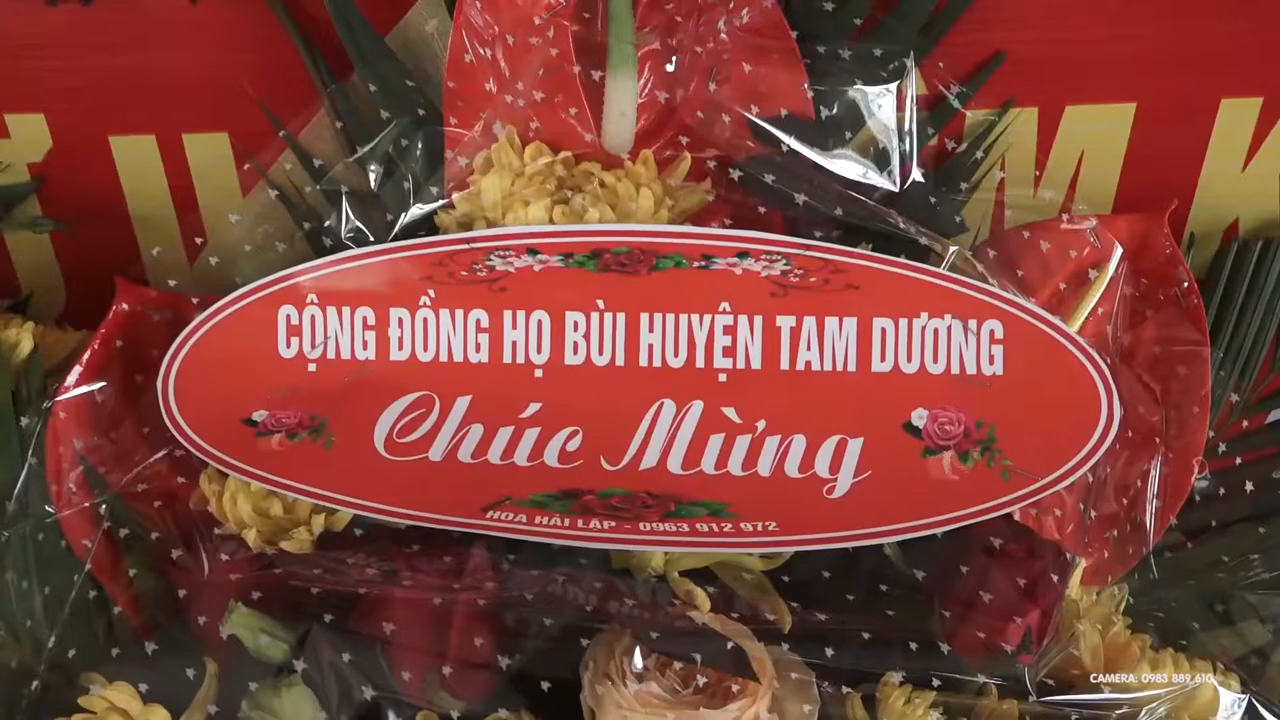 CỘNG ĐỒNG HỌ BÙI HUYỆN TAM DƯƠNG
Chúc Mừng
HOA HẢI LẬP - 0963 912 972
CAMERA: 0983 889 610